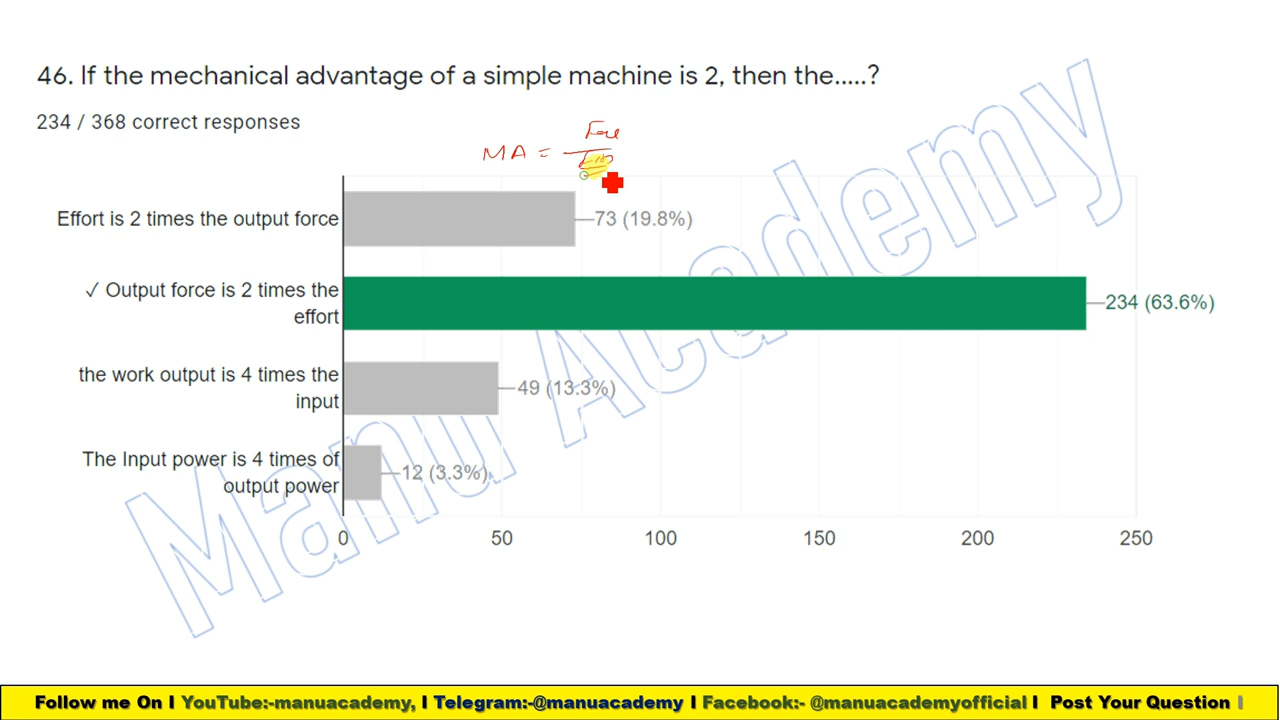 46. If the mechanical advantage of a simple machine is 2, then the.....?
234 / 368 correct responses
MA =
Effort is 2 times the output force
73 (19.8%)
✓ Output force is 2 times the
effort
234 (63.6%)
the work output is 4 times the
input
49 (13.3%)
The Input power is 4 times of
output power
12 (3.3%)
0 50 100 150 200 250
Manu Academy
Follow me On I YouTube:-manuacademy, I Telegram:-@manuacademy I Facebook:- @manuacademyofficial I Post Your Question I